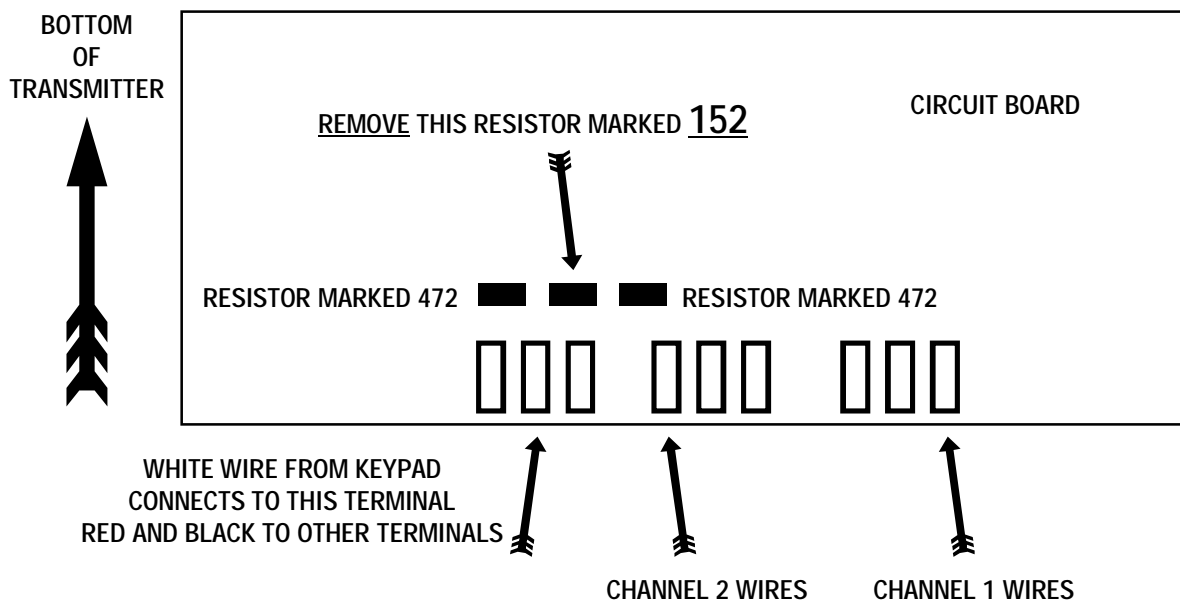 BOTTOM
OF
TRANSMITTER
CIRCUIT BOARD
REMOVE THIS RESISTOR MARKED 152
RESISTOR MARKED 472
RESISTOR MARKED 472
WHITE WIRE FROM KEYPAD
CONNECTS TO THIS TERMINAL
RED AND BLACK TO OTHER TERMINALS
CHANNEL 2 WIRES
CHANNEL 1 WIRES